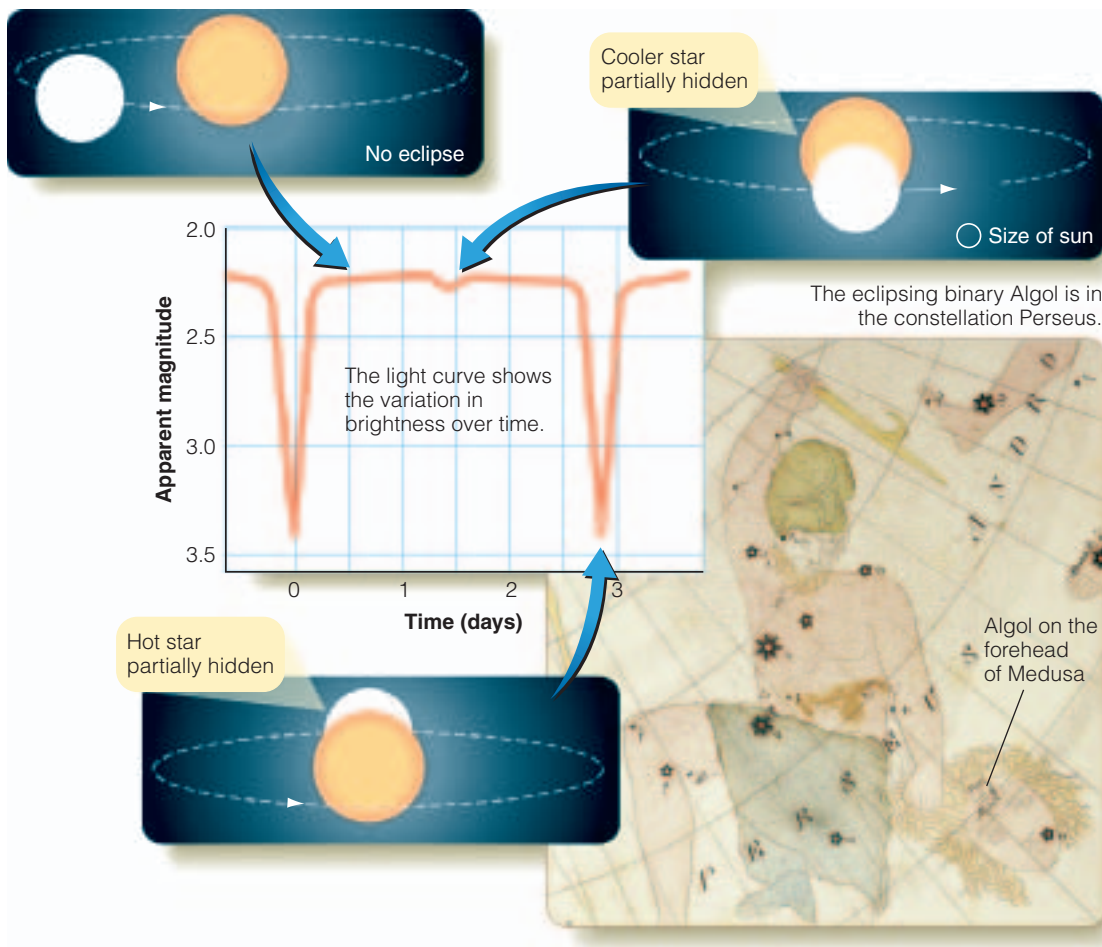 No eclipse
Cooler star
partially hidden
Size of sun
The eclipsing binary Algol is in
the constellation Perseus.
2.0
2.5
3.0
3.5
Apparent magnitude
The light curve shows
the variation in
brightness over time.
0
1
2
3
Time (days)
Hot star
partially hidden
Algol on the
forehead
of Medusa